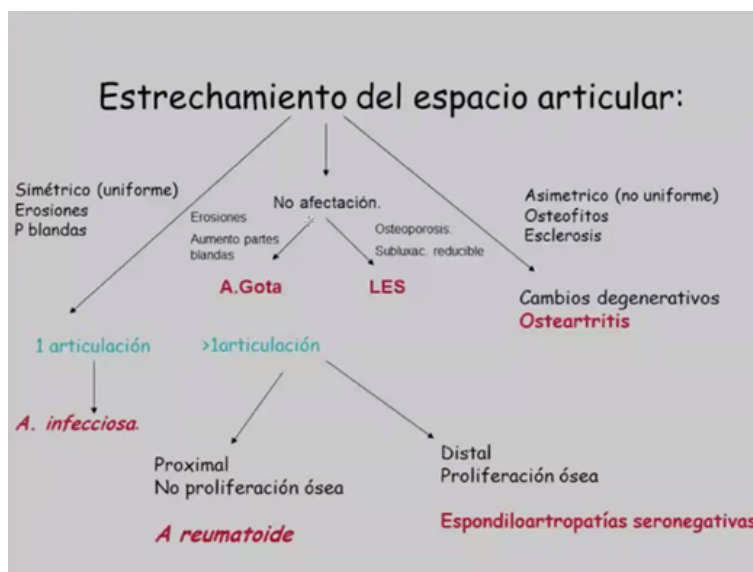 Estrechamiento del espacio articular:
Simétrico (uniforme)
Erosiones
P blandas
No afectación.
Erosiones
Aumento partes
blandas
Osteoporosis.
Subluxac. reducible
Asimetrico (no uniforme)
Osteofitos
Esclerosis
A.Gota
LES
Cambios degenerativos
Osteartritis
1 articulación
>1articulación
A. infecciosa.
Proximal
No proliferación ósea
A reumatoide
Distal
Proliferación ósea
Espondiloartropatías seronegativas